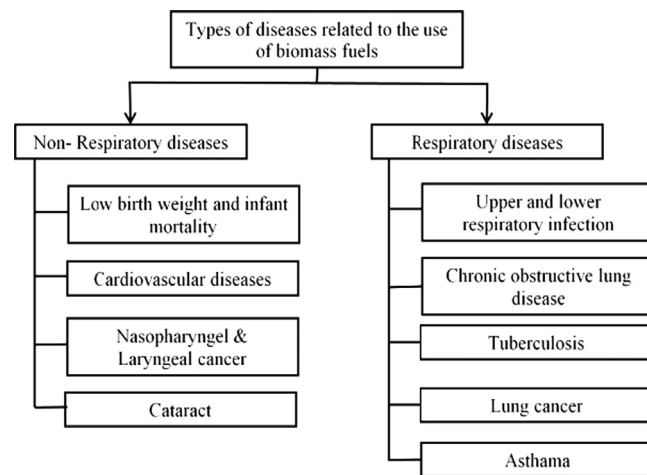 Types of diseases related to the use
of biomass fuels
Non- Respiratory diseases
Respiratory diseases
Low birth weight and infant
mortality
Cardiovascular diseases
Nasopharyngel &
Laryngeal cancer
Cataract
Upper and lower
respiratory infection
Chronic obstructive lung
disease
Tuberculosis
Lung cancer
Asthama